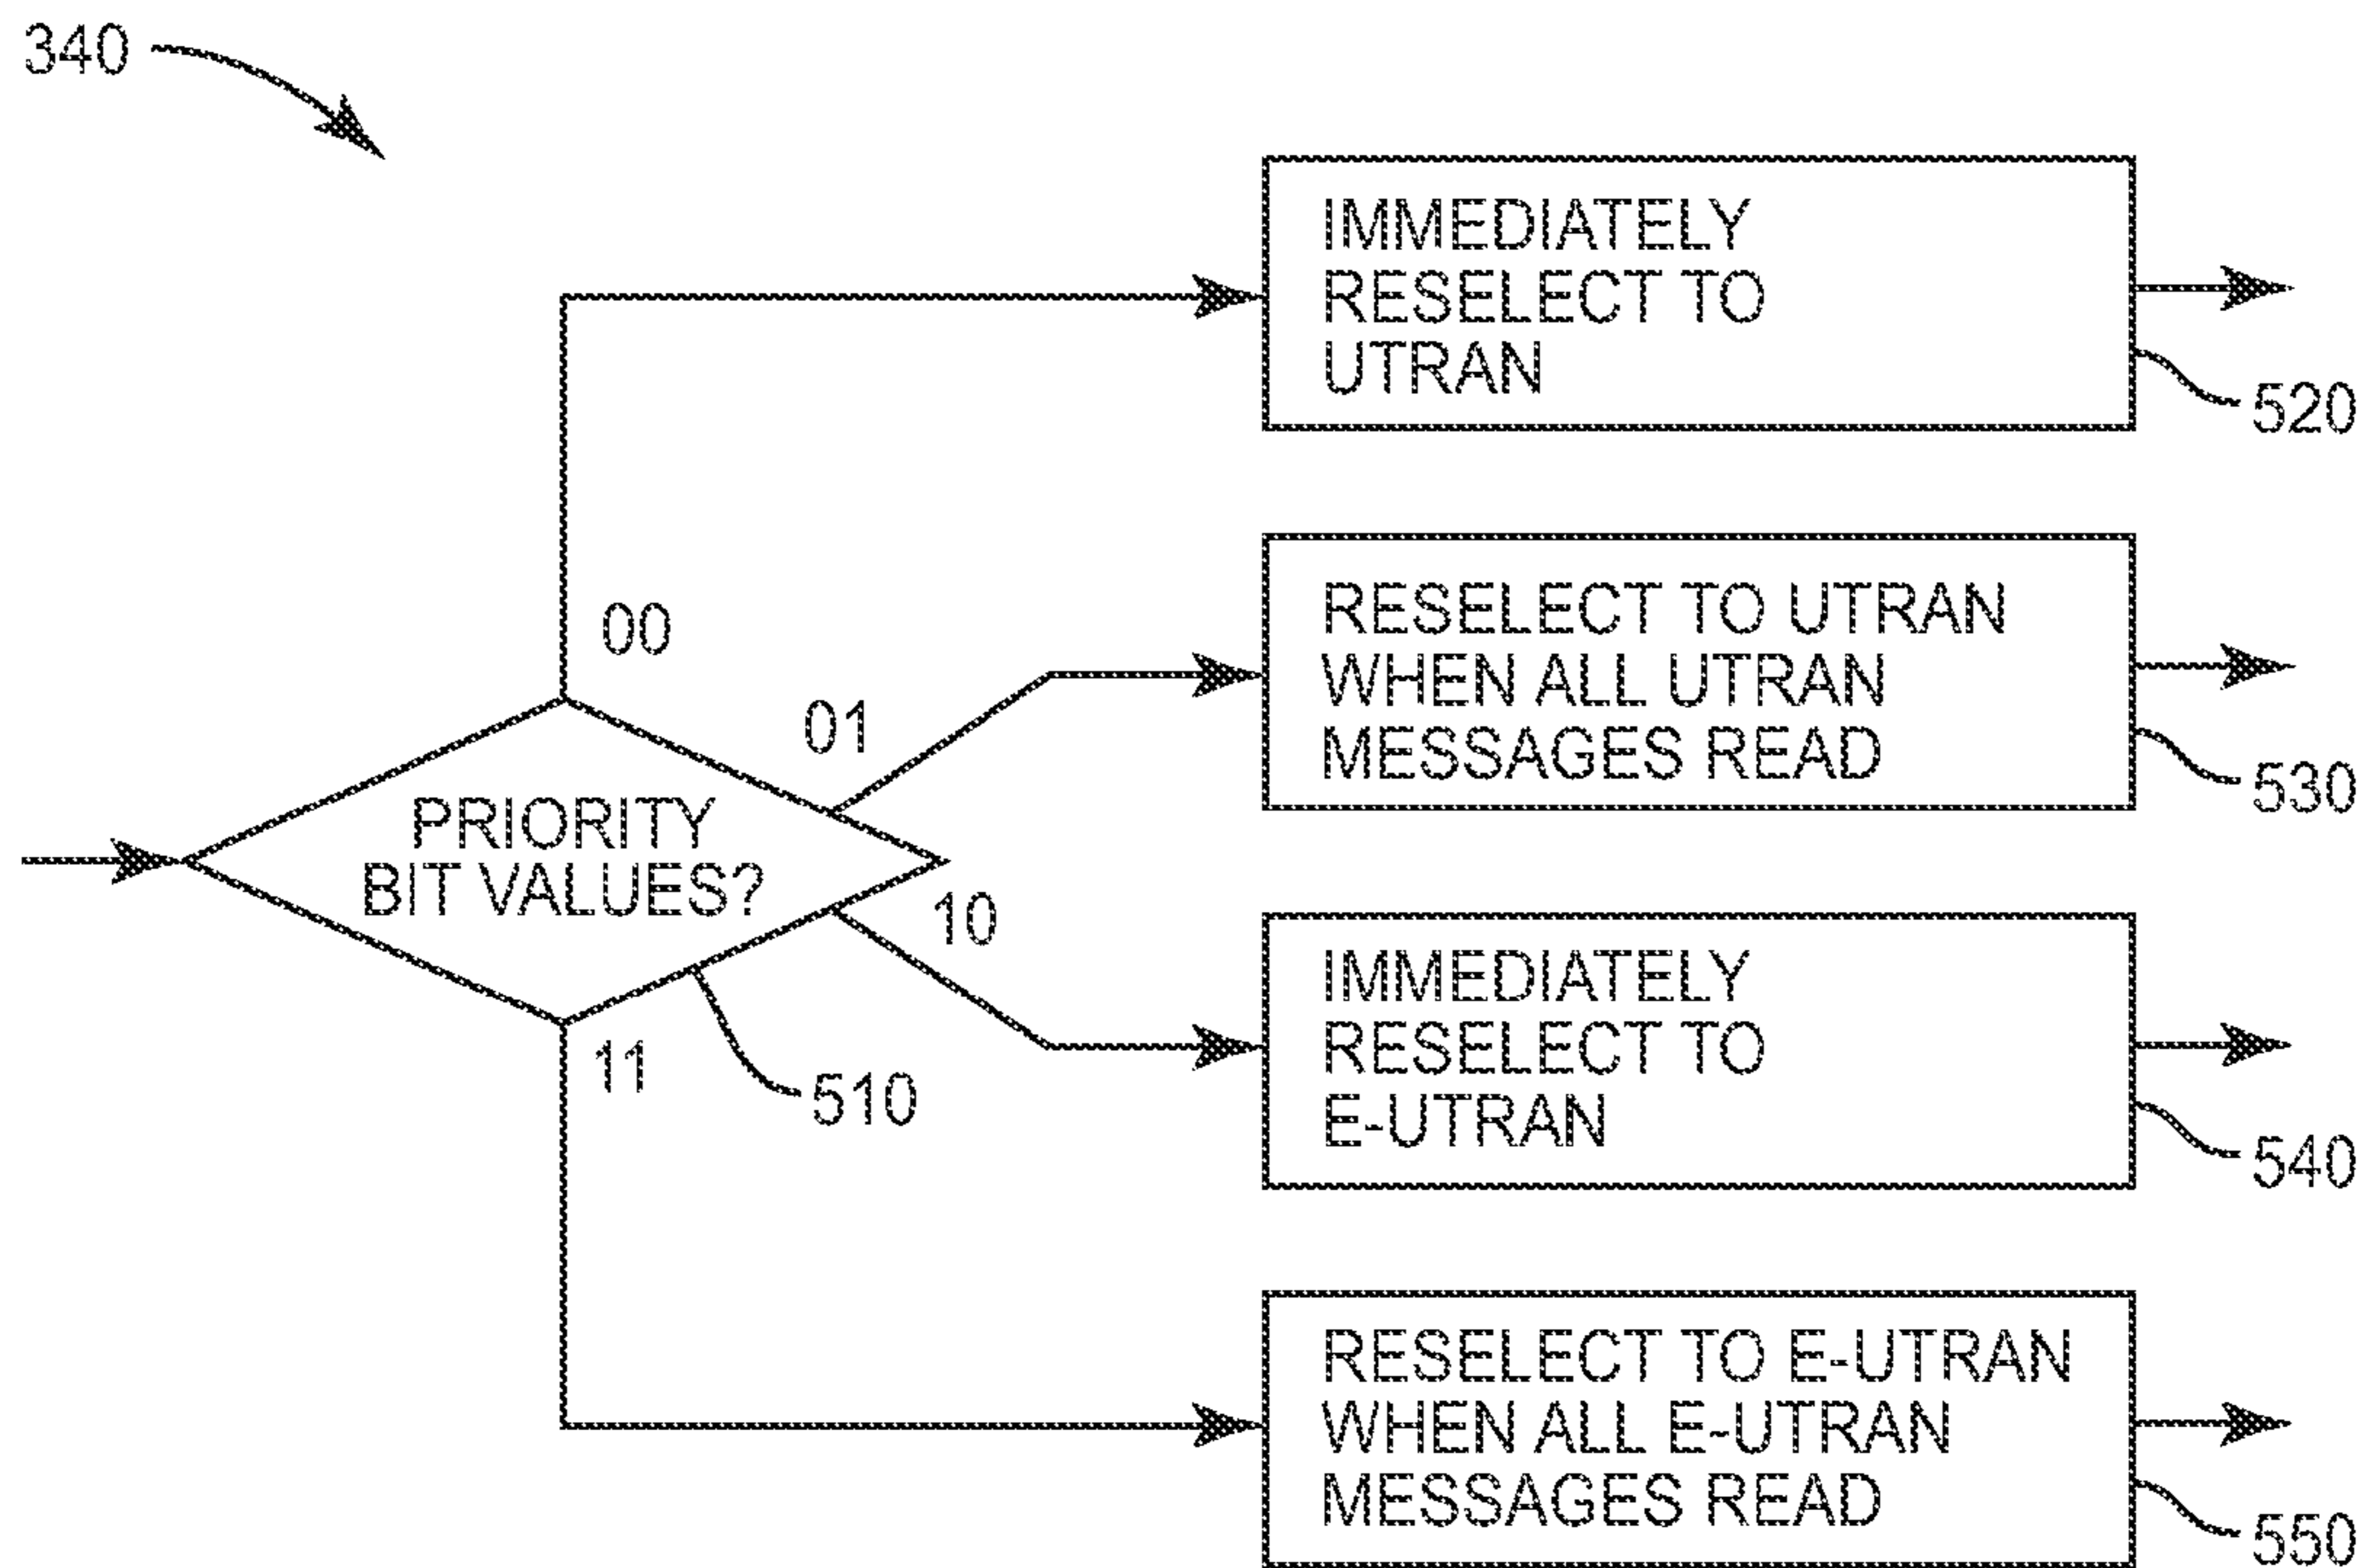 340
IMMEDIATELY
RESELECT TO
UTRAN
520
00
01
RESELECT TO UTRAN
WHEN ALL UTRAN
MESSAGES READ
530
PRIORITY
BIT VALUES?
10
11
510
IMMEDIATELY
RESELECT TO
E-UTRAN
540
RESELECT TO E-UTRAN
WHEN ALL E-UTRAN
MESSAGES READ
550